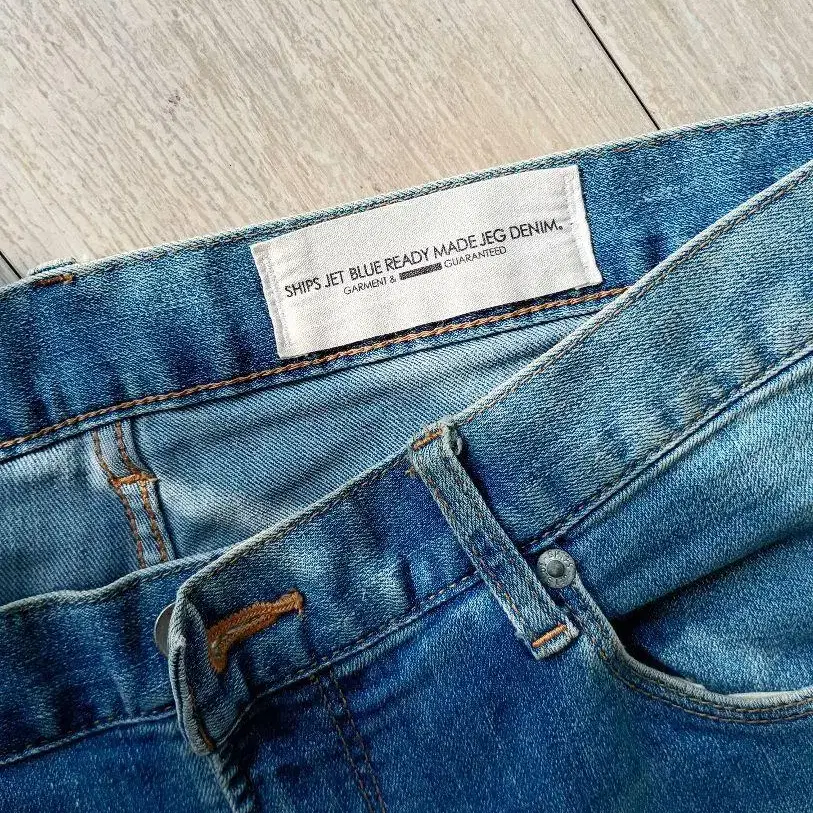 SHIPS JET BLUE READY MADE JEG DENIM.
GARMENT & GUARANTEED